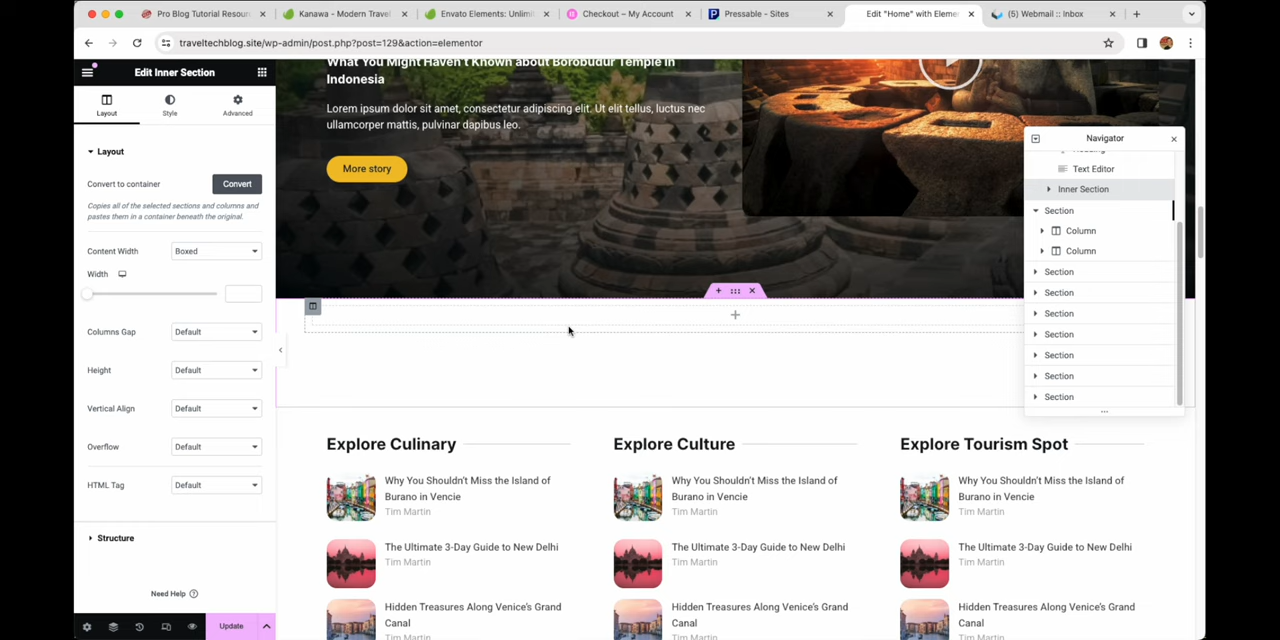 Pro Blog Tutorial Resour
Kanawa - Modern Travel
Envato Elements: Unlimi
Checkout – My Account
Pressable - Sites
Edit "Home" with Elemen
(5) Webmail :: Inbox
traveltechblog.site/wp-admin/post.php?post=129&action=elementor
Edit Inner Section
Layout
Style
Advanced
Layout
Convert to container
Convert
Copies all of the selected sections and columns and
pastes them in a container beneath the original.
Content Width
Boxed
Width
Columns Gap
Default
Height
Default
Vertical Align
Default
Overflow
Default
HTML Tag
Default
Structure
Need Help
Update
What You Might Haven't Known about Borobudur Temple in
Indonesia
Lorem ipsum dolor sit amet, consectetur adipiscing elit. Ut elit tellus, luctus nec
ullamcorper mattis, pulvinar dapibus leo.
More story
Navigator
Heading
Text Editor
Inner Section
Section
Column
Column
Section
Section
Section
Section
Section
Section
Section
Explore Culinary
Why You Shouldn't Miss the Island of
Burano in Vencie
Tim Martin
The Ultimate 3-Day Guide to New Delhi
Tim Martin
Hidden Treasures Along Venice's Grand
Canal
Tim Martin
Explore Culture
Why You Shouldn't Miss the Island of
Burano in Vencie
Tim Martin
The Ultimate 3-Day Guide to New Delhi
Tim Martin
Hidden Treasures Along Venice's Grand
Canal
Tim Martin
Explore Tourism Spot
Why You Shouldn't Miss the Island of
Burano in Vencie
Tim Martin
The Ultimate 3-Day Guide to New Delhi
Tim Martin
Hidden Treasures Along Venice's Grand
Canal
Tim Martin